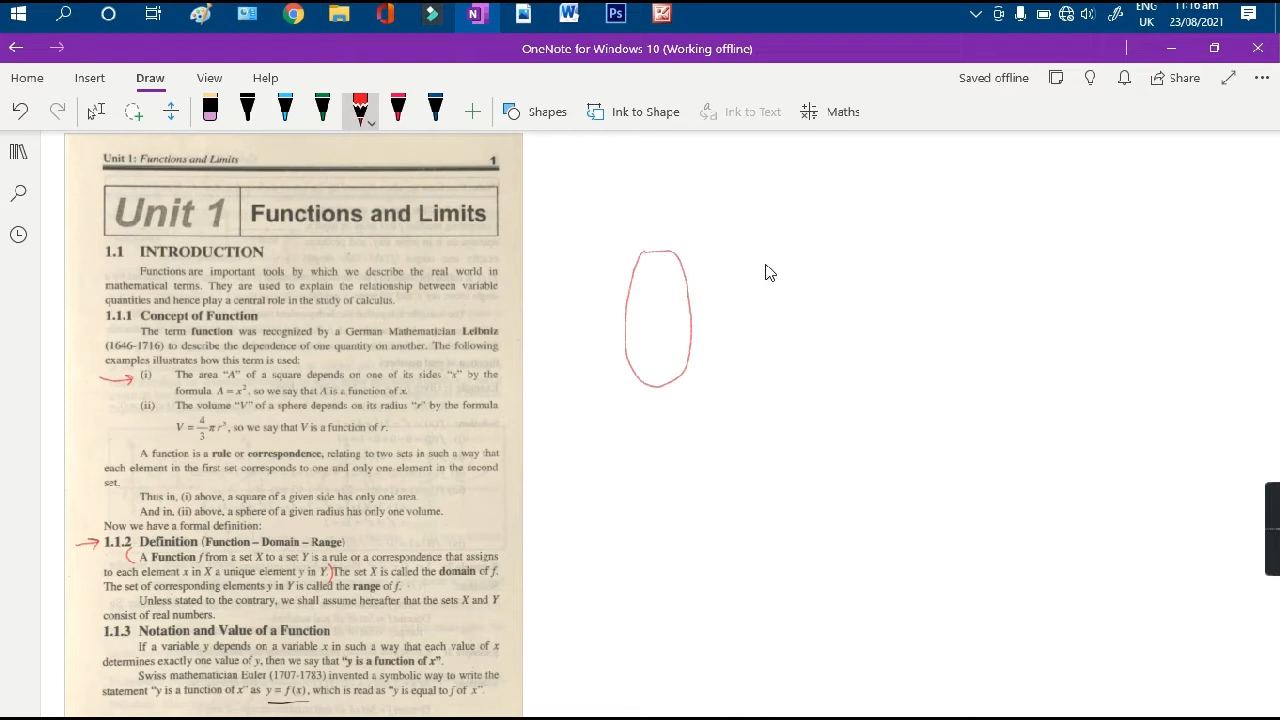 11:16 am
ENG
UK
23/08/2021
OneNote for Windows 10 (Working offline)
Home Insert Draw View Help
Saved offline
Share
Shapes
Ink to Shape
Ink to Text
Maths
Unit 1: Functions and Limits 1
Unit 1 Functions and Limits
1.1 INTRODUCTION
Functions are important tools by which we describe the real world in
mathematical terms. They are used to explain the relationship between variable
quantities and hence play a central role in the study of calculus.
1.1.1 Concept of Function
The term function was recognized by a German Mathematician Leibniz
(1646-1716) to describe the dependence of one quantity on another. The following
examples illustrates how this term is used:
(i) The area "A" of a square depends on one of its sides "x" by the
formula A = x², so we say that A is a function of x.
(ii) The volume "V" of a sphere depends on its radius "r" by the formula
V = 4/3 π r³, so we say that V is a function of r.
A function is a rule or correspondence, relating to two sets in such a way that
each element in the first set corresponds to one and only one element in the second
set.
Thus in, (i) above, a square of a given side has only one area.
And in, (ii) above, a sphere of a given radius has only one volume.
Now we have a formal definition:
1.1.2 Definition (Function – Domain – Range)
A Function f from a set X to a set Y is a rule or a correspondence that assigns
to each element x in X a unique element y in Y. The set X is called the domain of f.
The set of corresponding elements y in Y is called the range of f.
Unless stated to the contrary, we shall assume hereafter that the sets X and Y
consist of real numbers.
1.1.3 Notation and Value of a Function
If a variable y depends on a variable x in such a way that each value of x
determines exactly one value of y, then we say that "y is a function of x".
Swiss mathematician Euler (1707-1783) invented a symbolic way to write the
statement "y is a function of x" as y = f (x), which is read as "y is equal to f of x".